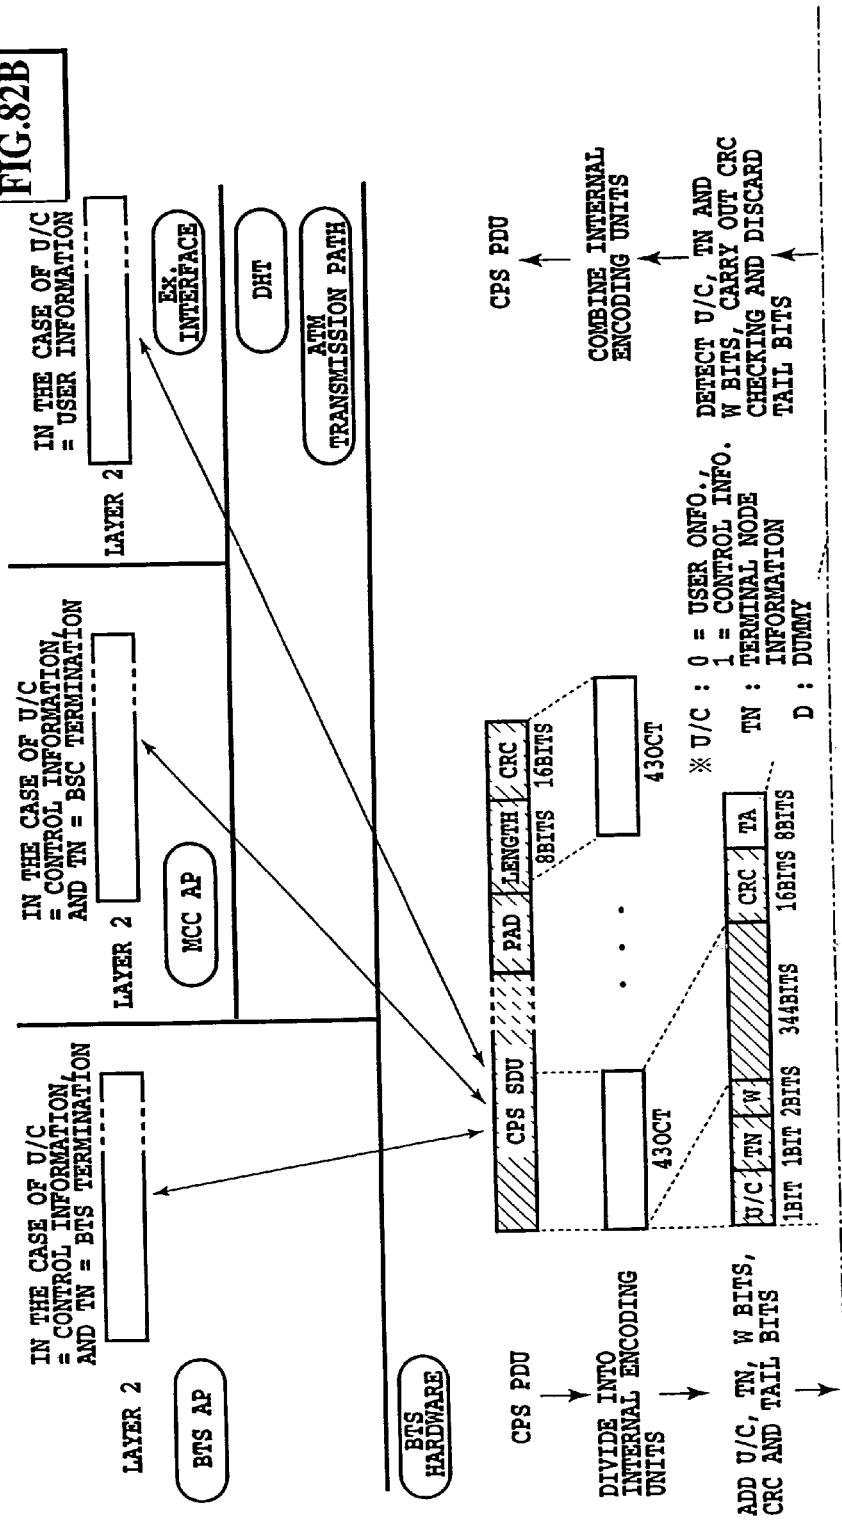 FIG.82B
IN THE CASE OF U/C
= CONTROL INFORMATION,
AND TN = BTS TERMINATION
LAYER 2
BTS AP
IN THE CASE OF U/C
= CONTROL INFORMATION,
AND TN = BSC TERMINATION
LAYER 2
MCC AP
IN THE CASE OF U/C
= USER INFORMATION
LAYER 2
EX.
INTERFACE
DHT
ATM
TRANSMISSION PATH
BTS
HARDWARE
CPS PDU
CPS SDU
PAD
LENGTH
CRC
8BITS
16BITS
CPS PDU
DIVIDE INTO
INTERNAL ENCODING
UNITS
43OCT
• • •
43OCT
COMBINE INTERNAL
ENCODING UNITS
ADD U/C, TN, W BITS,
CRC AND TAIL BITS
U/C
TN
W
CRC
TA
1BIT
1BIT
2BITS
344BITS
16BITS
8BITS
※ U/C : 0 = USER ONFO.,
1 = CONTROL INFO.
TN : TERMINAL NODE
INFORMATION
D : DUMMY
DETECT U/C, TN AND
W BITS, CARRY OUT CRC
CHECKING AND DISCARD
TAIL BITS